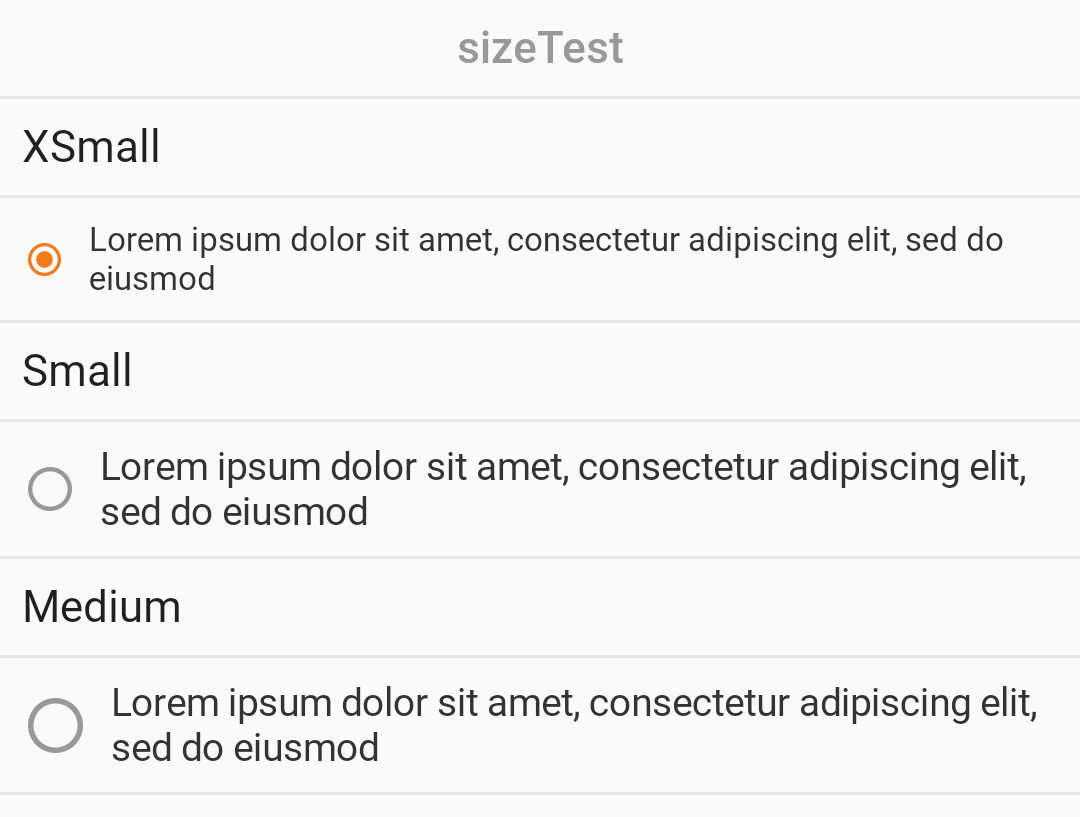 sizeTest
XSmall
Lorem ipsum dolor sit amet, consectetur adipiscing elit, sed do
eiusmod
Small
Lorem ipsum dolor sit amet, consectetur adipiscing elit,
sed do eiusmod
Medium
Lorem ipsum dolor sit amet, consectetur adipiscing elit,
sed do eiusmod